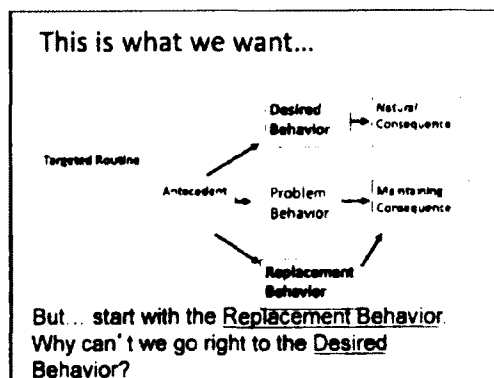 This is what we want...
Desired
Behavior
Natural
Consequence
Targeted Routine
Antecedent
Problem
Behavior
Maintaining
Consequence
Replacement
Behavior
But... start with the Replacement Behavior.
Why can't we go right to the Desired
Behavior?